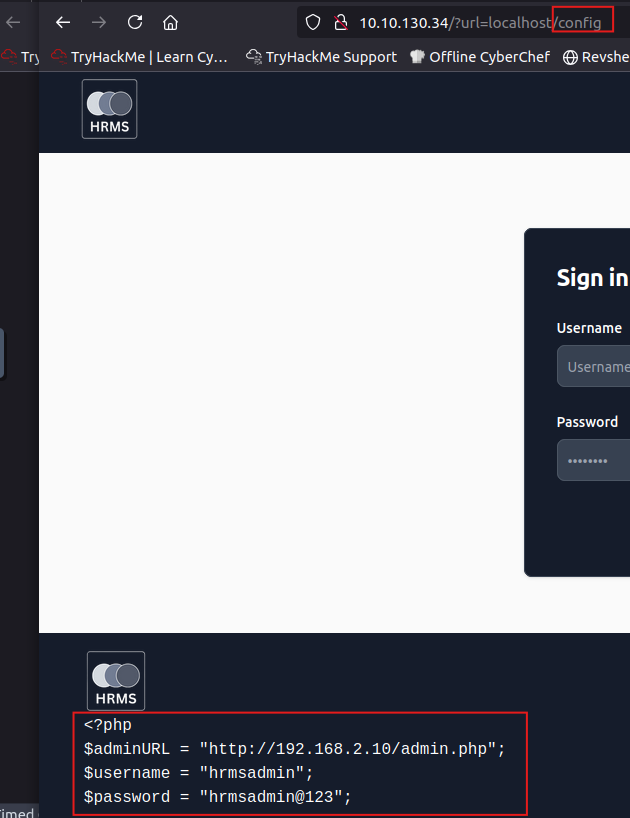 10.10.130.34/?url=localhost/config
Try
TryHackMe | Learn Cy…
TryHackMe Support
Offline CyberChef
Revshe
HRMS
Sign in
Username
Username
Password
••••••••
HRMS
<?php
$adminURL = "http://192.168.2.10/admin.php";
$username = "hrmsadmin";
$password = "hrmsadmin@123";
imed